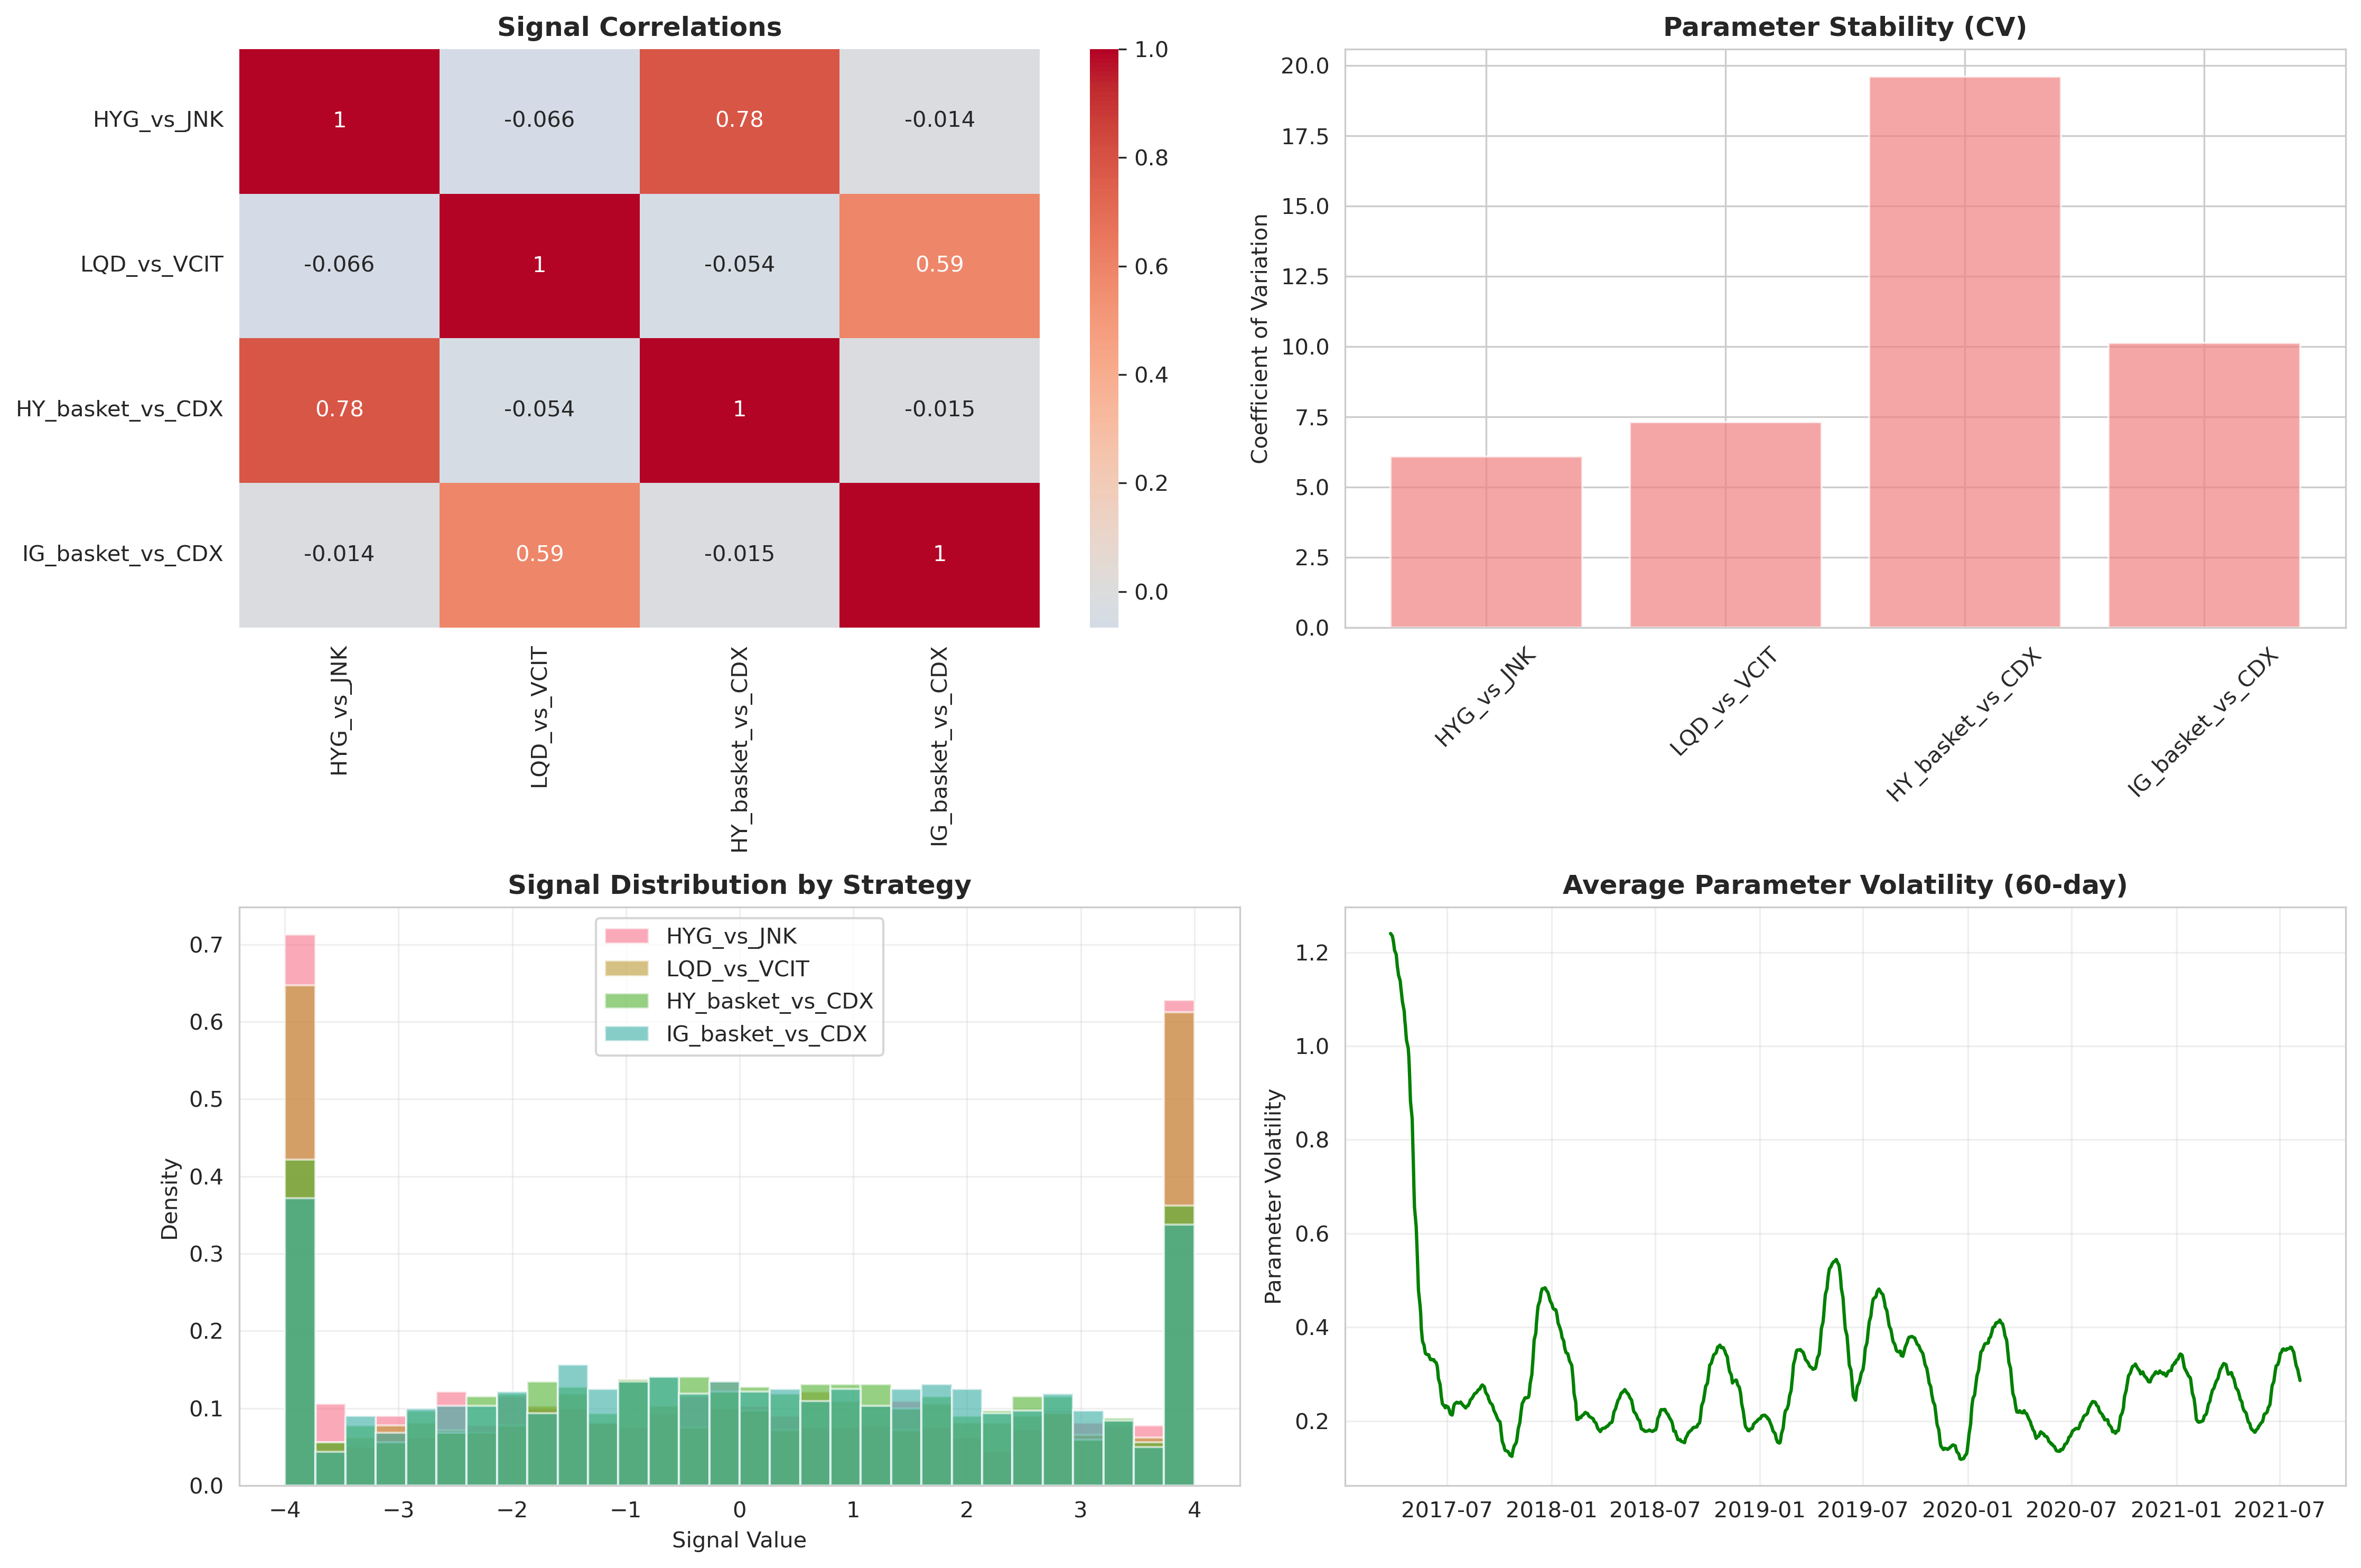 Signal Correlations
HYG_vs_JNK
LQD_vs_VCIT
HY_basket_vs_CDX
IG_basket_vs_CDX
1 -0.066 0.78 -0.014
-0.066 1 -0.054 0.59
0.78 -0.054 1 -0.015
-0.014 0.59 -0.015 1
HYG_vs_JNK
LQD_vs_VCIT
HY_basket_vs_CDX
IG_basket_vs_CDX
1.0
0.8
0.6
0.4
0.2
0.0
Parameter Stability (CV)
Coefficient of Variation
20.0
17.5
15.0
12.5
10.0
7.5
5.0
2.5
0.0
HYG_vs_JNK
LQD_vs_VCIT
HY_basket_vs_CDX
IG_basket_vs_CDX
Signal Distribution by Strategy
Density
0.7
0.6
0.5
0.4
0.3
0.2
0.1
0.0
HYG_vs_JNK
LQD_vs_VCIT
HY_basket_vs_CDX
IG_basket_vs_CDX
−4 −3 −2 −1 0 1 2 3 4
Signal Value
Average Parameter Volatility (60-day)
Parameter Volatility
1.2
1.0
0.8
0.6
0.4
0.2
2017-07 2018-01 2018-07 2019-01 2019-07 2020-01 2020-07 2021-01 2021-07